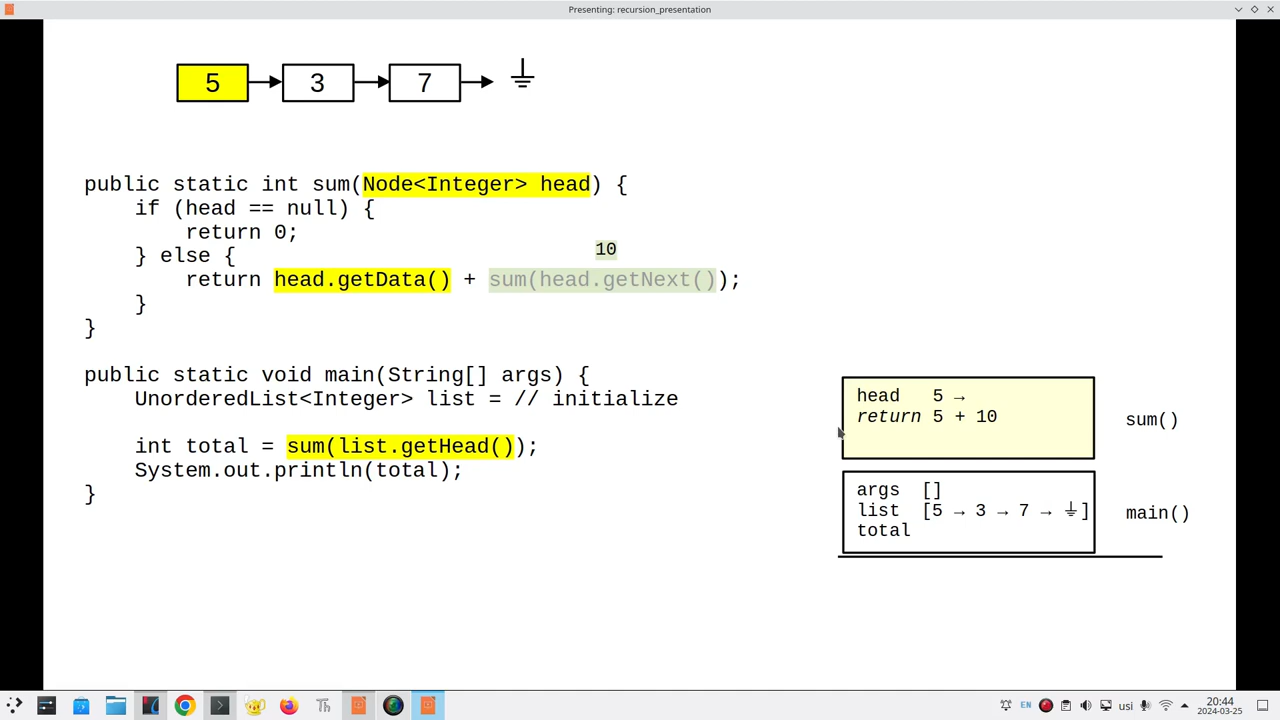 Presenting: recursion_presentation
5 3 7
public static int sum(Node<Integer> head) {
if (head == null) {
return 0;
10
} else {
return head.getData() + sum(head.getNext());
}
}
public static void main(String[] args) {
UnorderedList<Integer> list = // initialize
int total = sum(list.getHead());
System.out.println(total);
}
head 5 →
return 5 + 10
sum()
args []
list [5 → 3 → 7 → ⏚]
total
main()
Th
EN
usi
20:44
2024-03-25